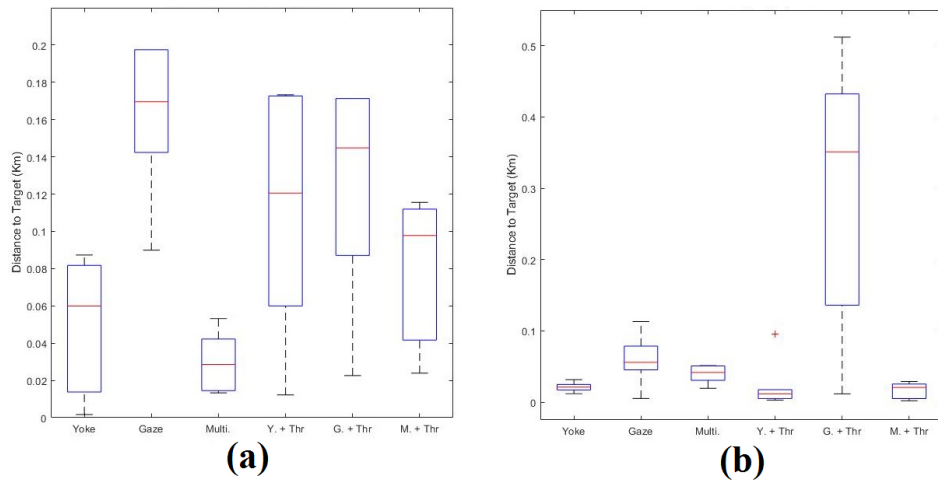 Distance to Target (Km)
0.2
0.18
0.16
0.14
0.12
0.1
0.08
0.06
0.04
0.02
0
Yoke Gaze Multi. Y. + Thr G. + Thr M. + Thr
(a)
Distance to Target (Km)
0.5
0.4
0.3
0.2
0.1
0
Yoke Gaze Multi. Y. + Thr G. + Thr M. + Thr
(b)